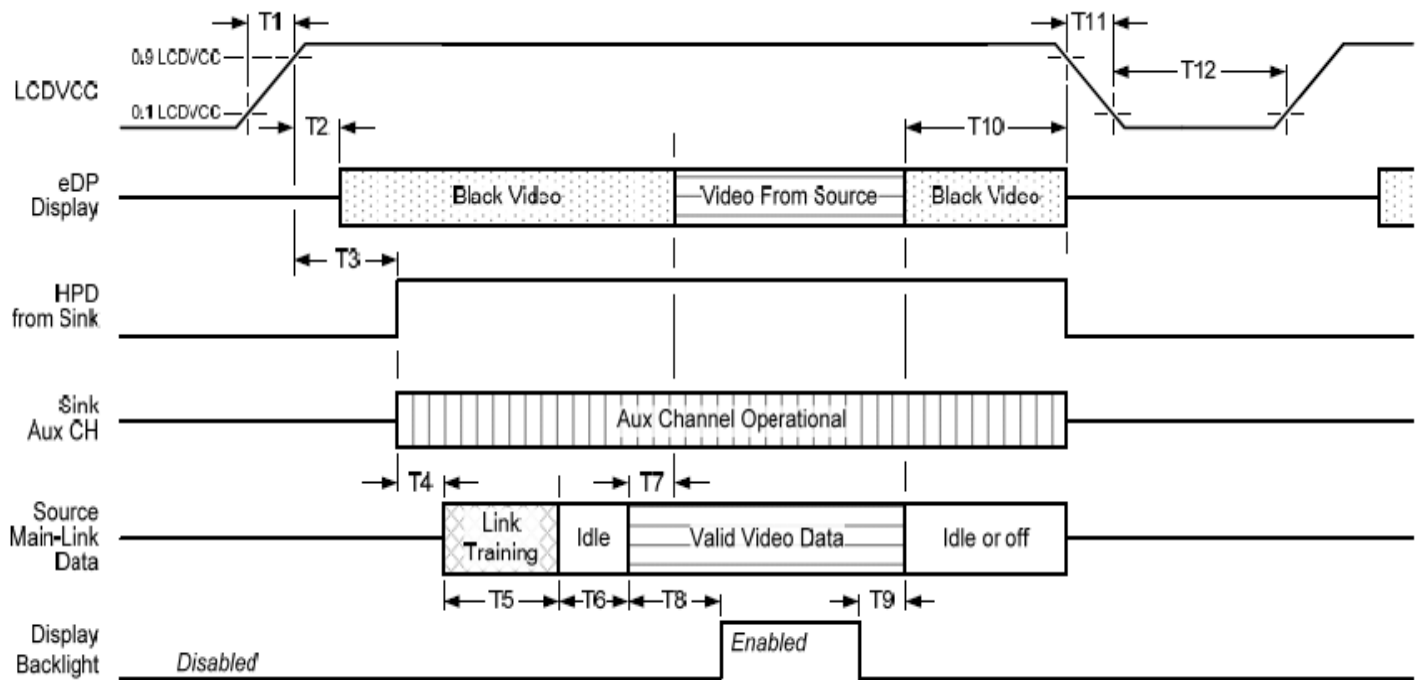 T1
T11
0.9 LCDVCC
T12
LCDVCC
0.1 LCDVCC
T2
T10
eDP
Display
Black Video
Video From Source
Black Video
T3
HPD
from Sink
Sink
Aux CH
Aux Channel Operational
T4
T7
Source
Main-Link
Data
Link
Training
Idle
Valid Video Data
Idle or off
T5
T6
T8
T9
Display
Backlight
Disabled
Enabled